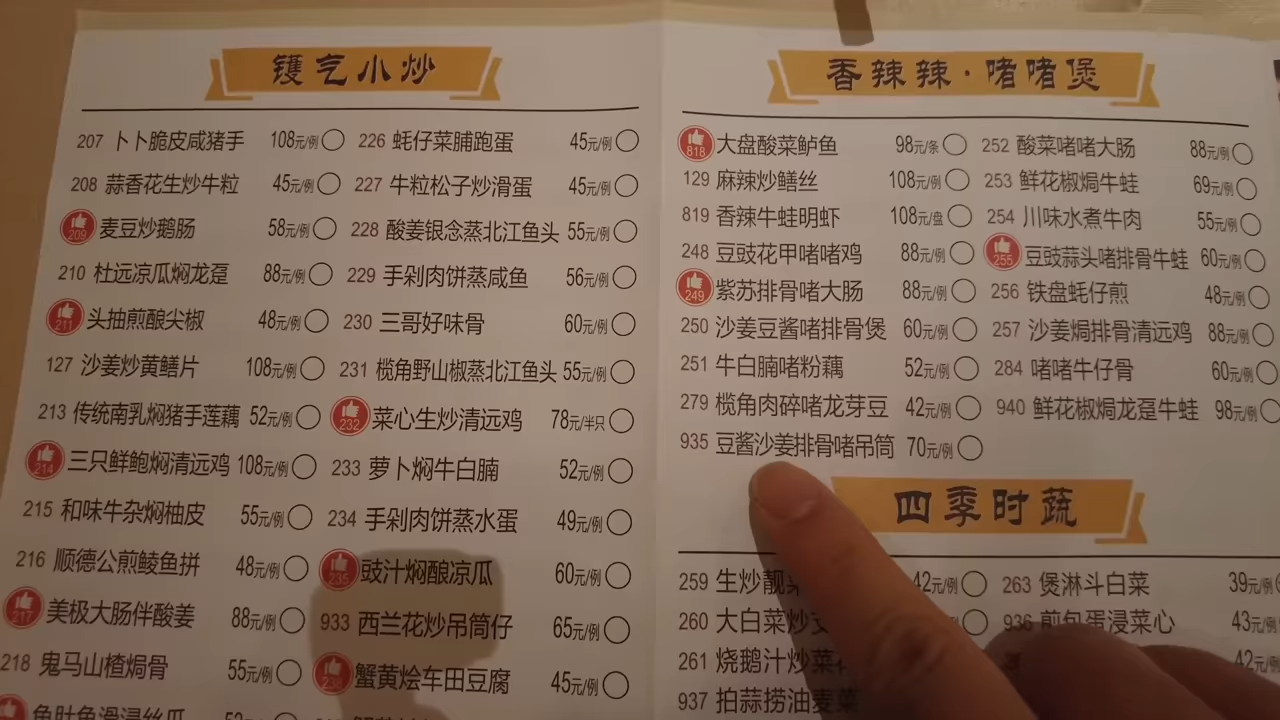 镬气小炒
207 卜卜脆皮咸猪手 108元/例
208 蒜香花生炒牛粒 45元/例
209 麦豆炒鹅肠 58元/例
210 杜远凉瓜焖龙趸 88元/例
211 头抽煎酿尖椒 48元/例
127 沙姜炒黄鳝片 108元/例
213 传统南乳焖猪手莲藕 52元/例
214 三只鲜鲍焖清远鸡 108元/例
215 和味牛杂焖柚皮 55元/例
216 顺德公煎鲮鱼拼 48元/例
217 美极大肠伴酸姜 88元/例
218 鬼马山楂焗骨 55元/例
226 蚝仔菜脯跑蛋 45元/例
227 牛粒松子炒滑蛋 45元/例
228 酸姜银念蒸北江鱼头 55元/例
229 手剁肉饼蒸咸鱼 56元/例
230 三哥好味骨 60元/例
231 榄角野山椒蒸北江鱼头 55元/例
232 菜心生炒清远鸡 78元/半只
233 萝卜焖牛白腩 52元/例
234 手剁肉饼蒸水蛋 49元/例
235 豉汁焖酿凉瓜 60元/例
933 西兰花炒吊筒仔 65元/例
238 蟹黄烩车田豆腐 45元/例
香辣辣·啫啫煲
818 大盘酸菜鲈鱼 98元/条
129 麻辣炒鳝丝 108元/例
819 香辣牛蛙明虾 108元/盘
248 豆豉花甲啫啫鸡 88元/例
249 紫苏排骨啫大肠 88元/例
250 沙姜豆酱啫排骨煲 60元/例
251 牛白腩啫粉藕 52元/例
279 榄角肉碎啫龙芽豆 42元/例
935 豆酱沙姜排骨啫吊筒 70元/例
252 酸菜啫啫大肠 88元/例
253 鲜花椒焗牛蛙 69元/例
254 川味水煮牛肉 55元/例
255 豆豉蒜头啫排骨牛蛙 60元/例
256 铁盘蚝仔煎 48元/例
257 沙姜焗排骨清远鸡 88元/例
284 啫啫牛仔骨 60元/例
940 鲜花椒焗龙趸牛蛙 98元/例
四季时蔬
259 生炒靓 42元/例
260 大白菜炒
261 烧鹅汁炒菜
937 拍蒜捞油麦菜
263 煲淋斗白菜 39元/例
936 煎包蛋浸菜心 43元/例
42元/例